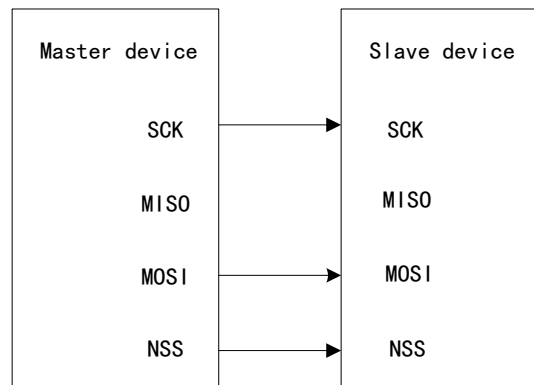 Master device
SCK
MISO
MOSI
NSS
Slave device
SCK
MISO
MOSI
NSS